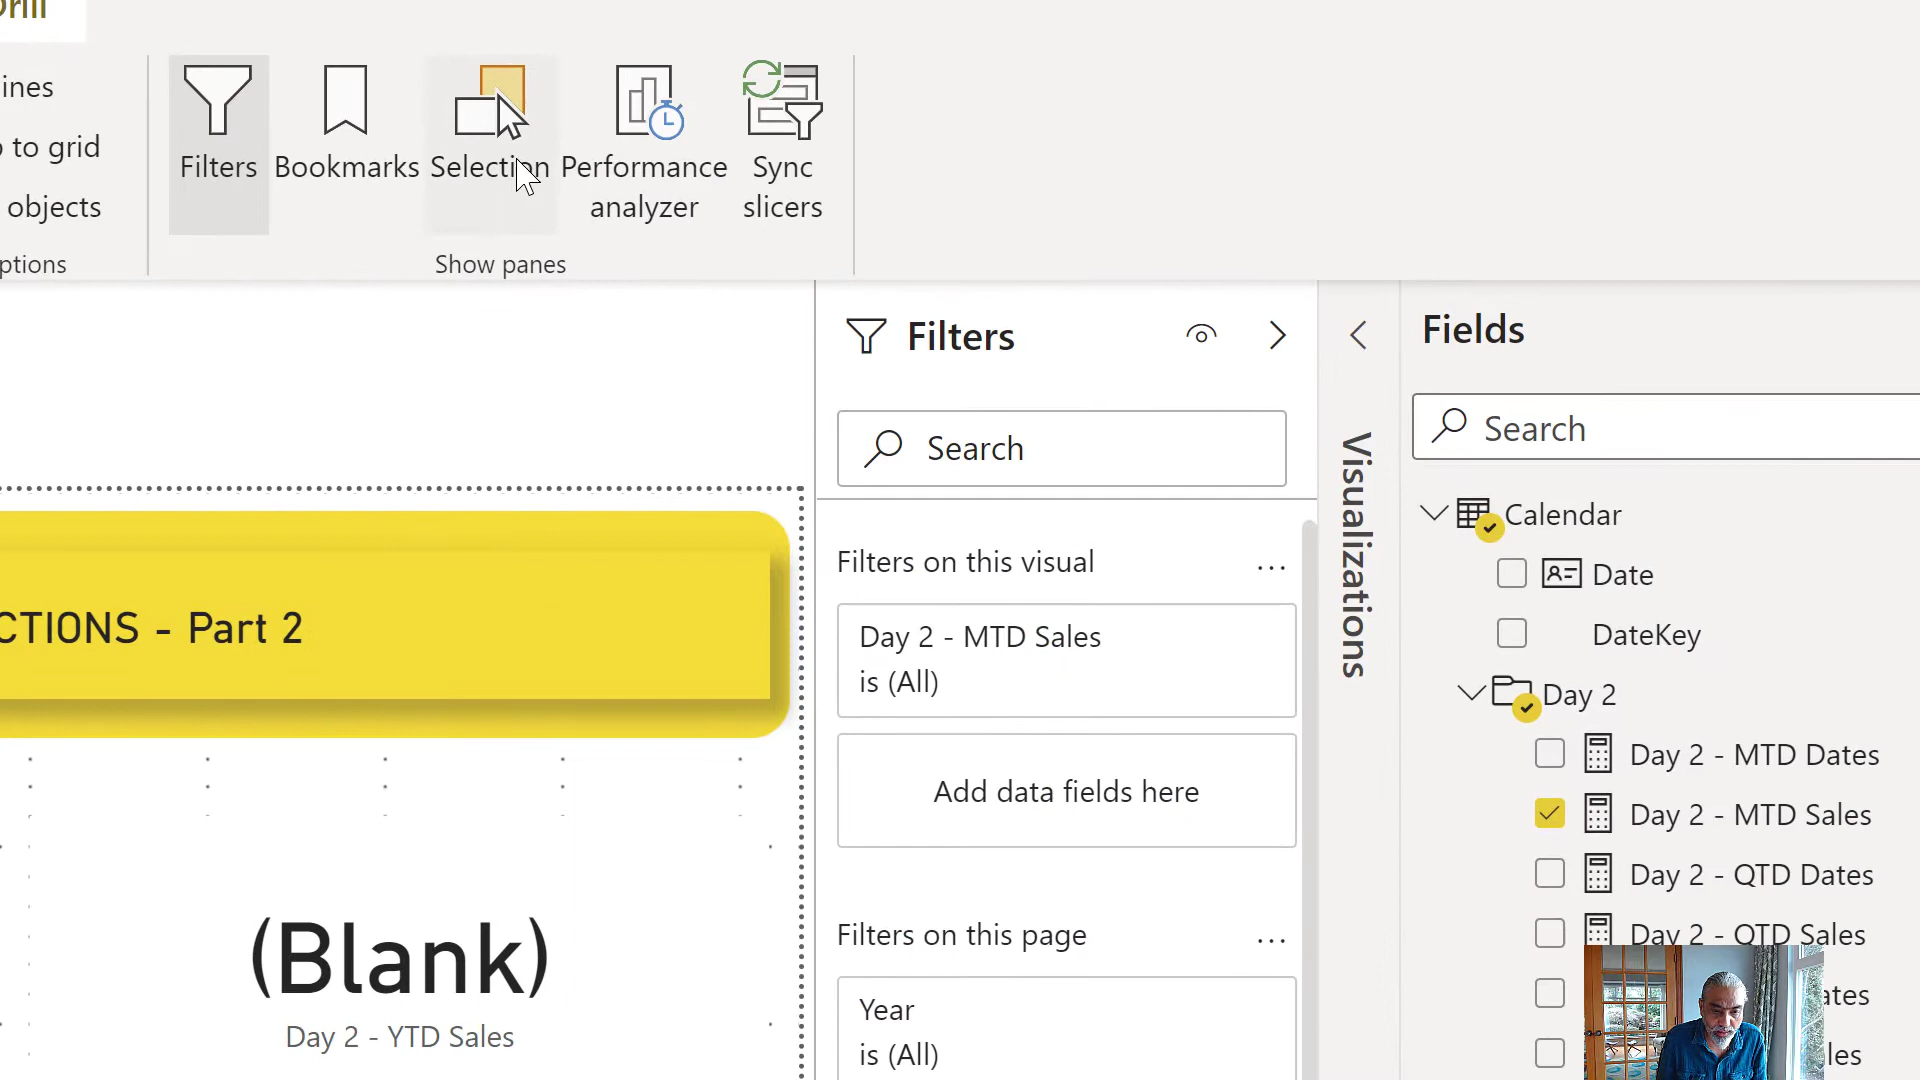 Drill
ines
to grid
objects
ptions
Filters
Bookmarks
Selection
Performance
analyzer
Sync
slicers
Show panes
CTIONS - Part 2
(Blank)
Day 2 - YTD Sales
Filters
Search
Filters on this visual
...
Day 2 - MTD Sales
is (All)
Add data fields here
Filters on this page
...
Year
is (All)
Visualizations
Fields
Search
Calendar
Date
DateKey
Day 2
Day 2 - MTD Dates
Day 2 - MTD Sales
Day 2 - QTD Dates
Day 2 - QTD Sales
ates
les